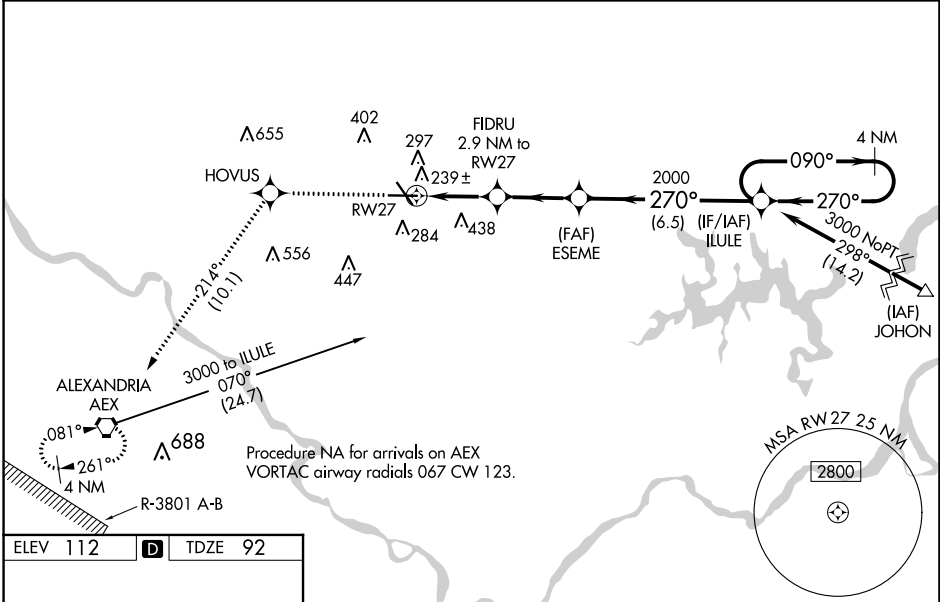 655
402
297
FIDRU
2.9 NM to
RW27
4 NM
090°
239±
HOVUS
2000
270°
270°
RW27
(6.5)
(IF/IAF)
ILULE
284
438
3000 NoPT
298°
(14.2)
(FAF)
ESEME
556
447
214°
(10.1)
(IAF)
JOHON
3000 to ILULE
070°
(24.7)
ALEXANDRIA
AEX
081°
261°
4 NM
688
Procedure NA for arrivals on AEX
VORTAC airway radials 067 CW 123.
MSA RW27 25 NM
2800
R-3801 A-B
ELEV 112 D TDZE 92